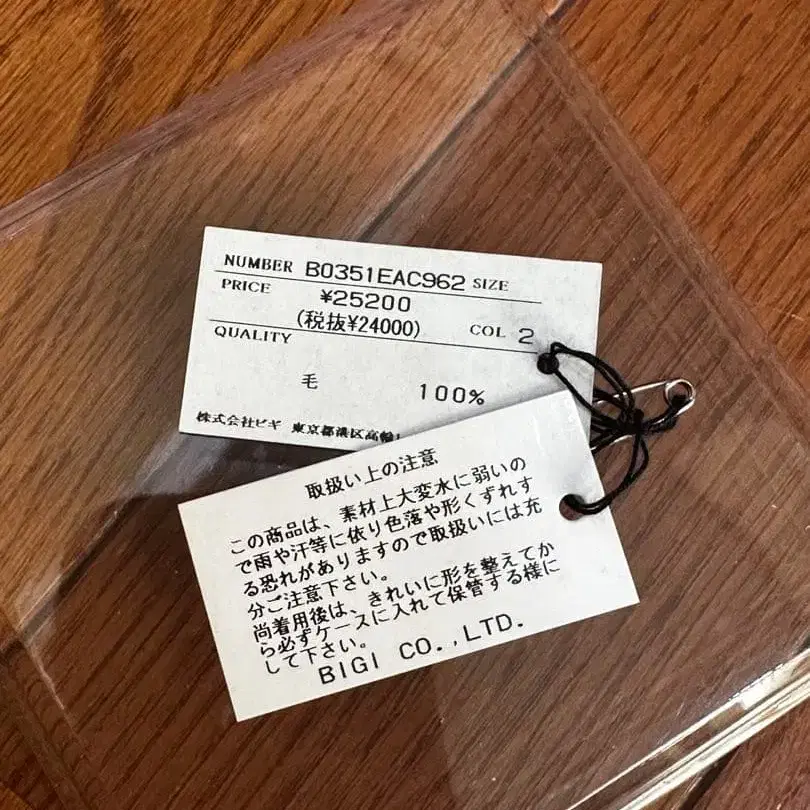 NUMBER B0351EAC962 SIZE
PRICE ¥25200
(税抜¥24000) COL 2
QUALITY
毛 100%
株式会社ビギ 東京都港区高輪
取扱い上の注意
この商品は、素材上大変水に弱いの
で雨や汗等に依り色落や形くずれす
る恐れがありますので取扱いには充
分ご注意下さい。
尚着用後は、きれいに形を整えてか
ら必ずケースに入れて保管する様に
して下さい。
BIGI CO.,LTD.